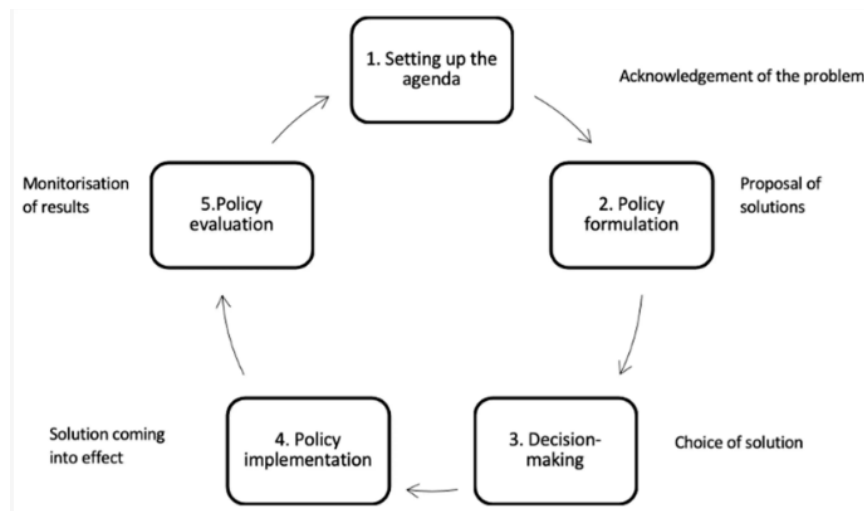 1. Setting up the
agenda
Acknowledgement of the problem
2. Policy
formulation
Proposal of
solutions
3. Decision-
making
Choice of solution
4. Policy
implementation
Solution coming
into effect
5.Policy
evaluation
Monitorisation
of results